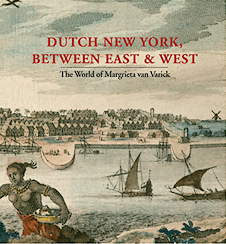 DUTCH NEW YORK,
BETWEEN EAST & WEST
The World of Margrieta van Varick